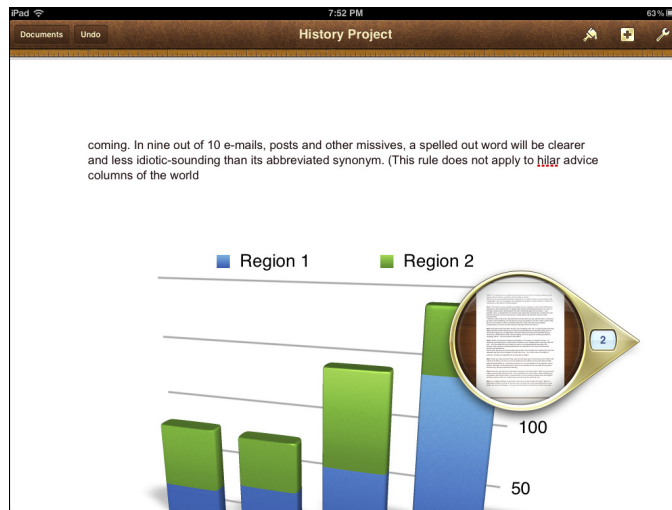 iPad 7:52 PM 63%
Documents Undo History Project
coming. In nine out of 10 e-mails, posts and other missives, a spelled out word will be clearer
and less idiotic-sounding than its abbreviated synonym. (This rule does not apply to hilar advice
columns of the world
Region 1 Region 2
2
100
50